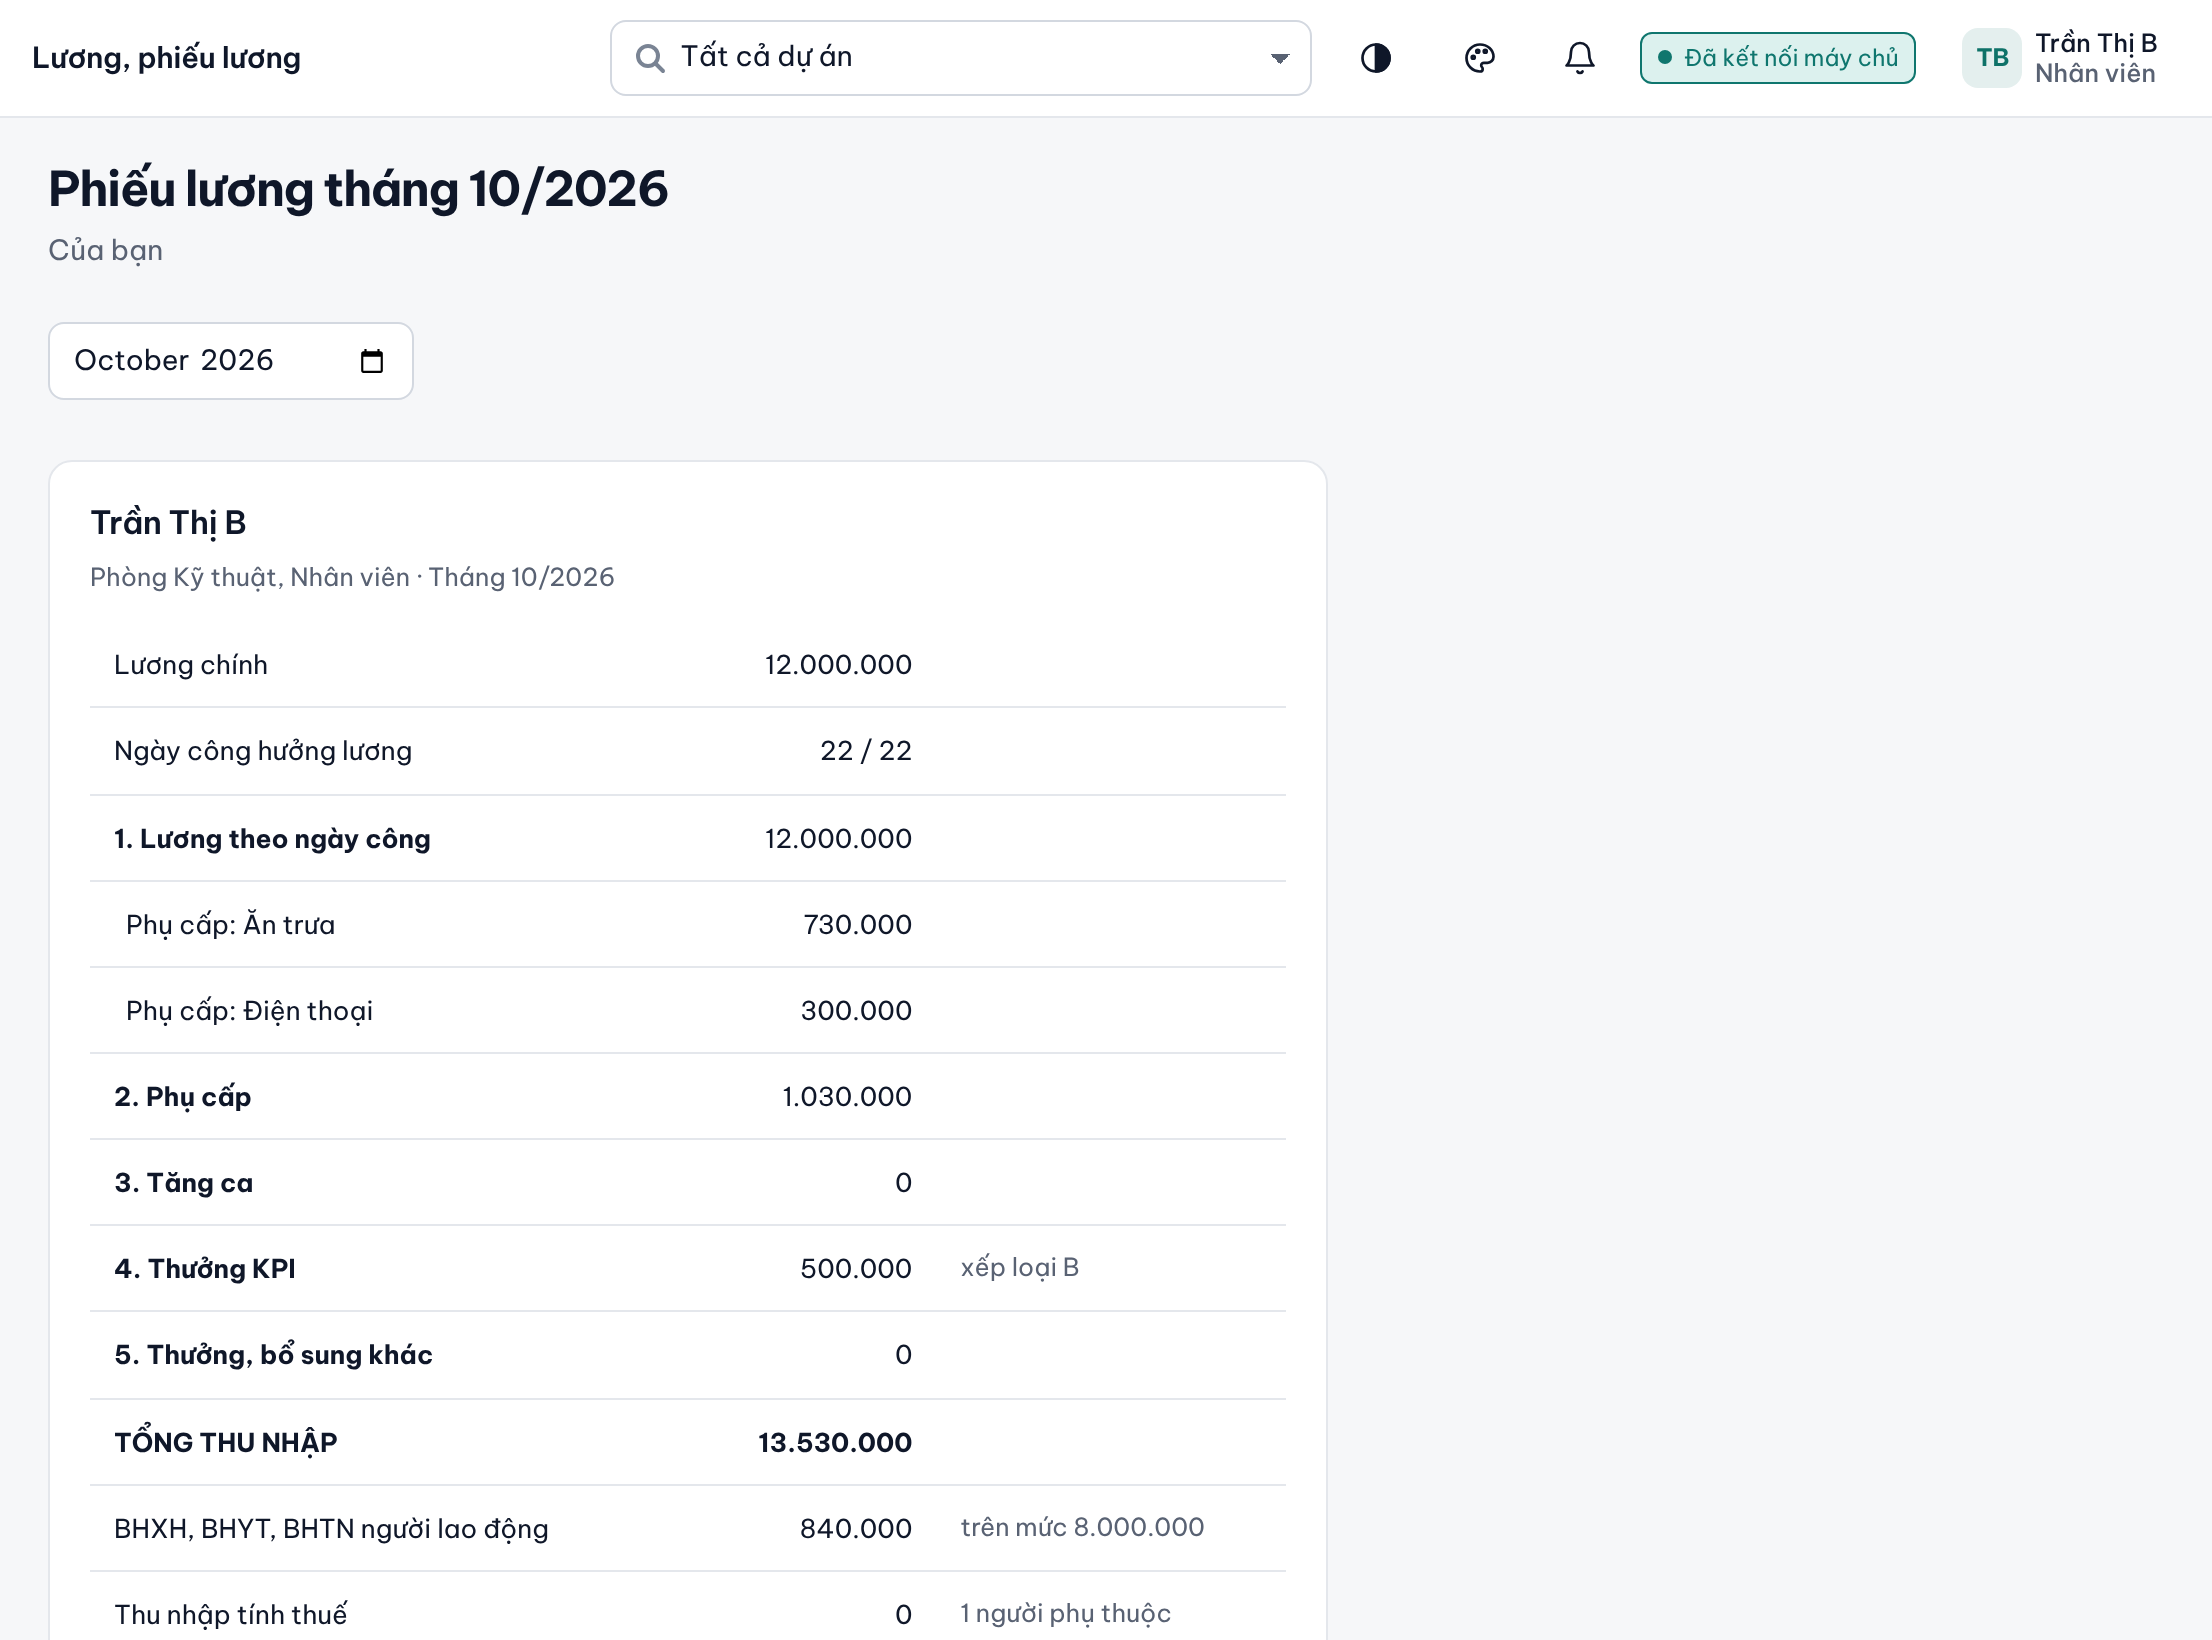 Lương, phiếu lương
Tất cả dự án
Đã kết nối máy chủ
TB
Trần Thị B
Nhân viên
Phiếu lương tháng 10/2026
Của bạn
October 2026
Trần Thị B
Phòng Kỹ thuật, Nhân viên · Tháng 10/2026
Lương chính 12.000.000
Ngày công hưởng lương 22 / 22
1. Lương theo ngày công 12.000.000
Phụ cấp: Ăn trưa 730.000
Phụ cấp: Điện thoại 300.000
2. Phụ cấp 1.030.000
3. Tăng ca 0
4. Thưởng KPI 500.000 xếp loại B
5. Thưởng, bổ sung khác 0
TỔNG THU NHẬP 13.530.000
BHXH, BHYT, BHTN người lao động 840.000 trên mức 8.000.000
Thu nhập tính thuế 0 1 người phụ thuộc